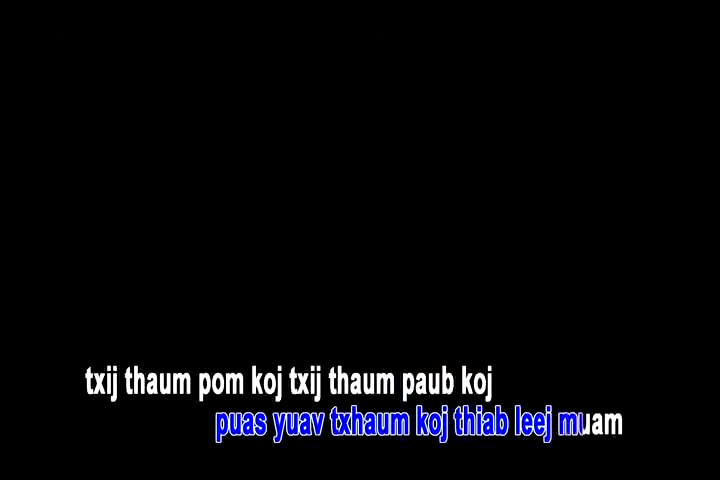 txij thaum pom koj txij thaum paub koj
puas yuav txhaum koj thiab leej muam